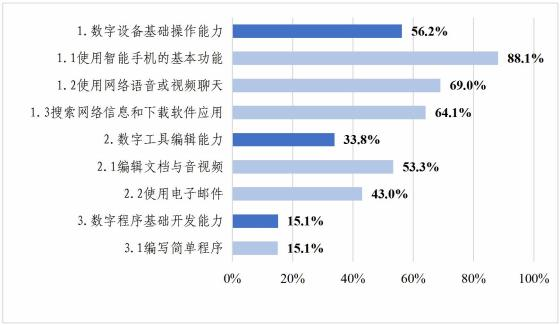 1.数字设备基础操作能力 56.2%
1.1使用智能手机的基本功能 88.1%
1.2使用网络语音或视频聊天 69.0%
1.3搜索网络信息和下载软件应用 64.1%
2.数字工具编辑能力 33.8%
2.1编辑文档与音视频 53.3%
2.2使用电子邮件 43.0%
3.数字程序基础开发能力 15.1%
3.1编写简单程序 15.1%
0% 20% 40% 60% 80% 100%